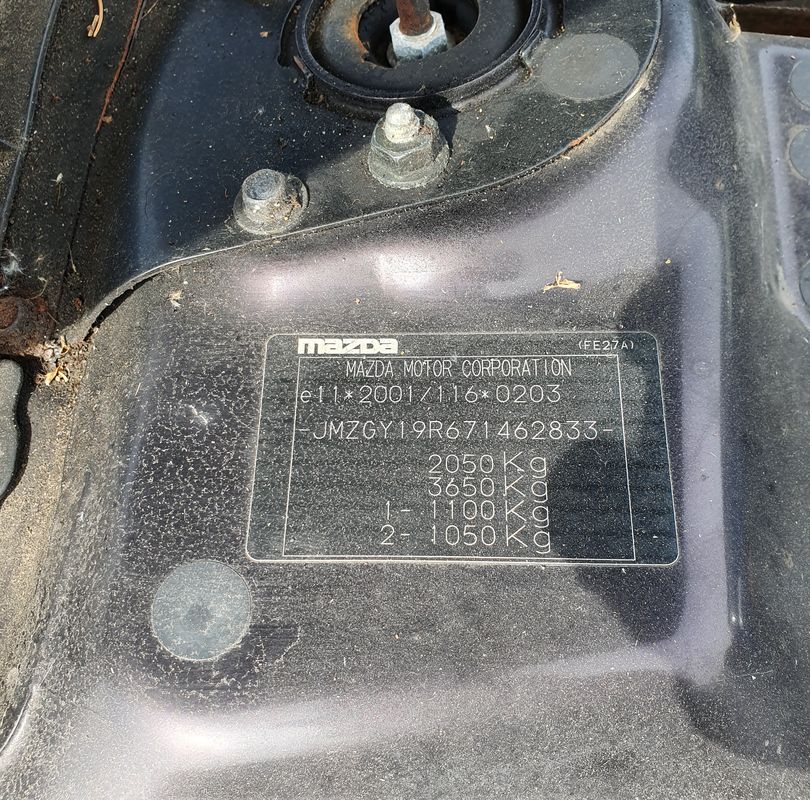 mazda (FE27A)
MAZDA MOTOR CORPORATION
e11*2001/116*0203
-JMZGY19R671462833-
2050 Kg
3650 Kg
1- 1100 Kg
2- 1050 Kg